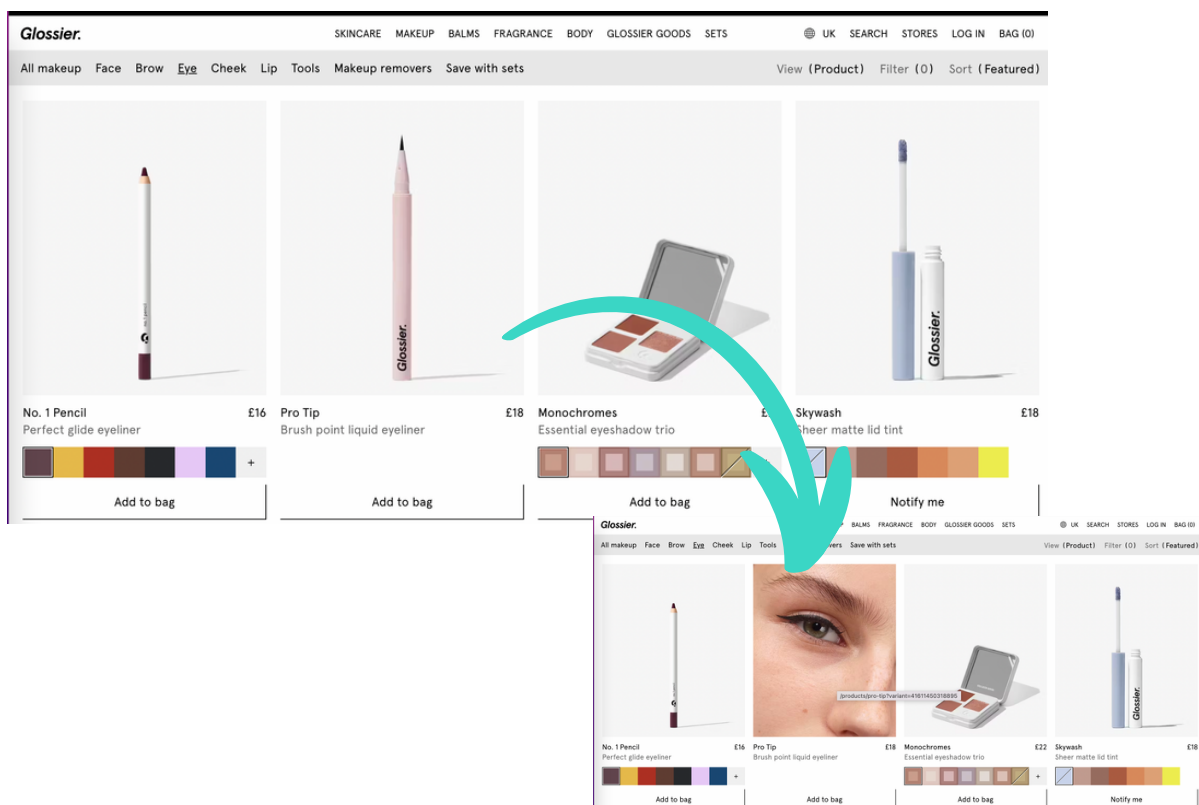 Glossier.
SKINCARE MAKEUP BALMS FRAGRANCE BODY GLOSSIER GOODS SETS
UK SEARCH STORES LOG IN BAG (0)
All makeup Face Brow Eye Cheek Lip Tools Makeup removers Save with sets
View (Product) Filter (0) Sort (Featured)
no.1 pencil
Glossier.
Glossier.
No. 1 Pencil £16
Perfect glide eyeliner
+
Add to bag
Pro Tip £18
Brush point liquid eyeliner
Add to bag
Monochromes £
Essential eyeshadow trio
Add to bag
Skywash £18
Sheer matte lid tint
Notify me
Glossier.
BALMS FRAGRANCE BODY GLOSSIER GOODS SETS
UK SEARCH STORES LOG IN BAG (0)
All makeup Face Brow Eye Cheek Lip Tools Save with sets
View (Product) Filter (0) Sort (Featured)
Glossier.
No. 1 Pencil £16
Perfect glide eyeliner
+
Add to bag
Pro Tip £18
Brush point liquid eyeliner
Add to bag
Monochromes £22
Essential eyeshadow trio
+
Add to bag
Skywash £18
Sheer matte lid tint
Notify me